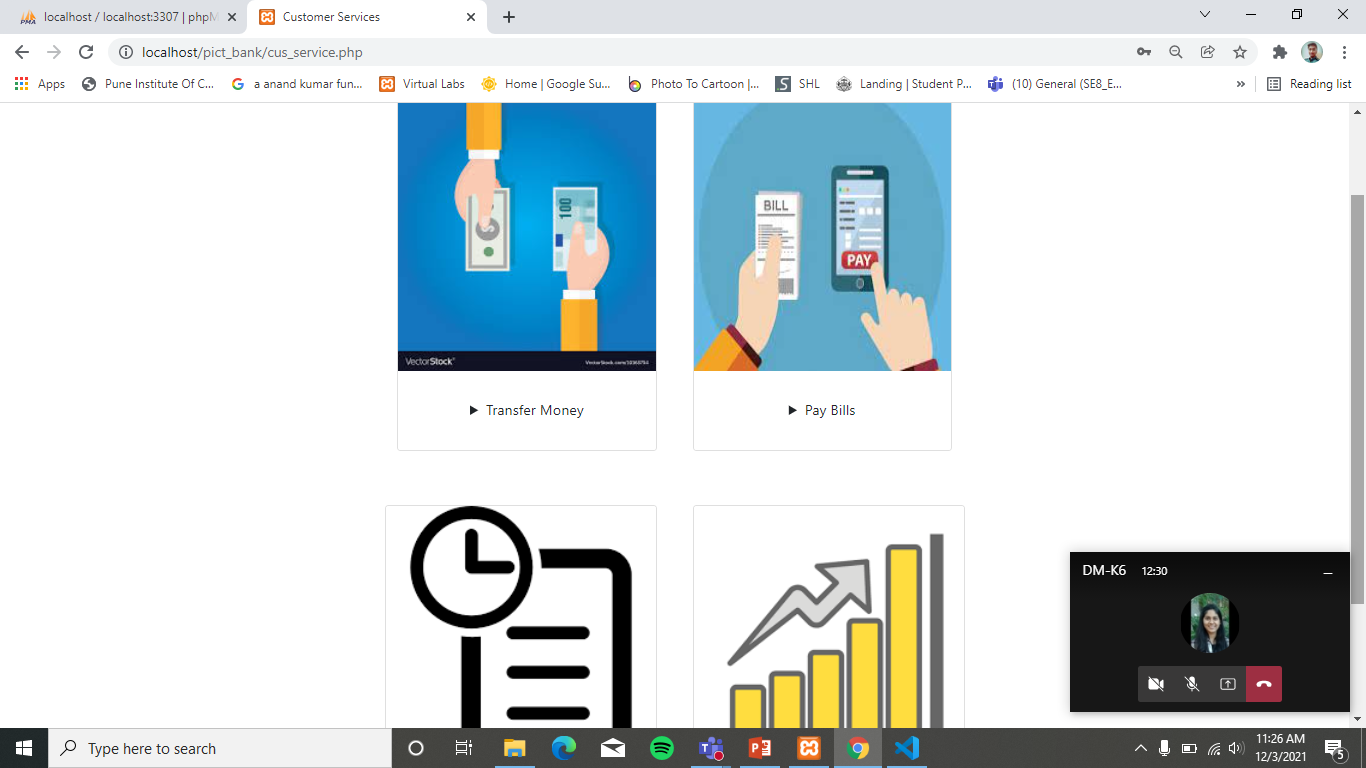 localhost / localhost:3307 | phpM
Customer Services
localhost/pict_bank/cus_service.php
Apps
Pune Institute Of C...
a anand kumar fun...
Virtual Labs
Home | Google Su...
Photo To Cartoon |...
SHL
Landing | Student P...
(10) General (SE8_E...
»
Reading list
100
VectorStock®
BILL
PAY
Transfer Money
Pay Bills
DM-K6 12:30
Type here to search
11:26 AM
12/3/2021
5